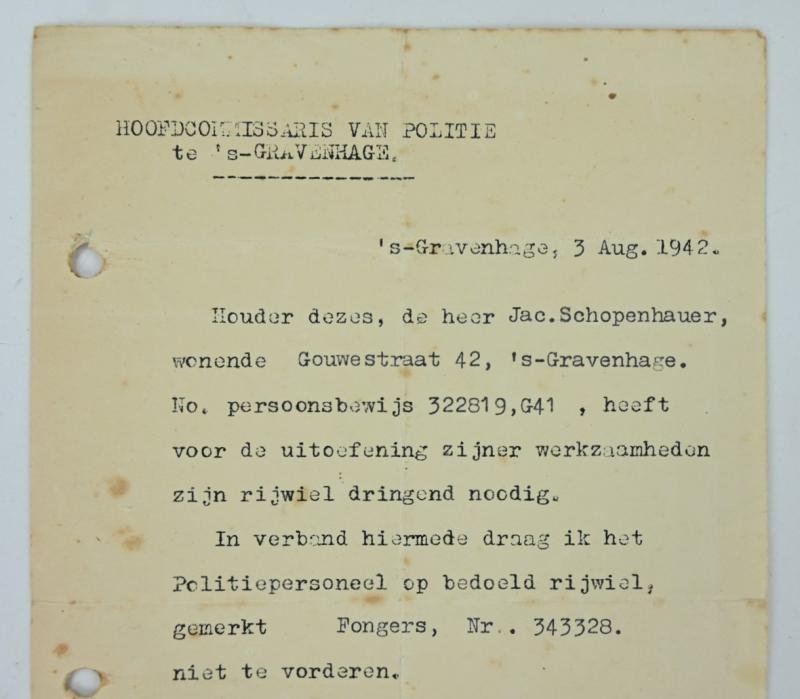 HOOFDCOMMISSARIS VAN POLITIE
te 's-GRAVENHAGE.
's-Gravenhage, 3 Aug. 1942.
Houder dezes, de heer Jac.Schopenhauer,
wonende Gouwestraat 42, 's-Gravenhage.
No. persoonsbewijs 322819,G41 , heeft
voor de uitoefening zijner werkzaamheden
zijn rijwiel dringend noodig.
In verband hiermede draag ik het
Politiepersoneel op bedoeld rijwiel,
gemerkt Fongers, Nr.. 343328.
niet te vorderen.